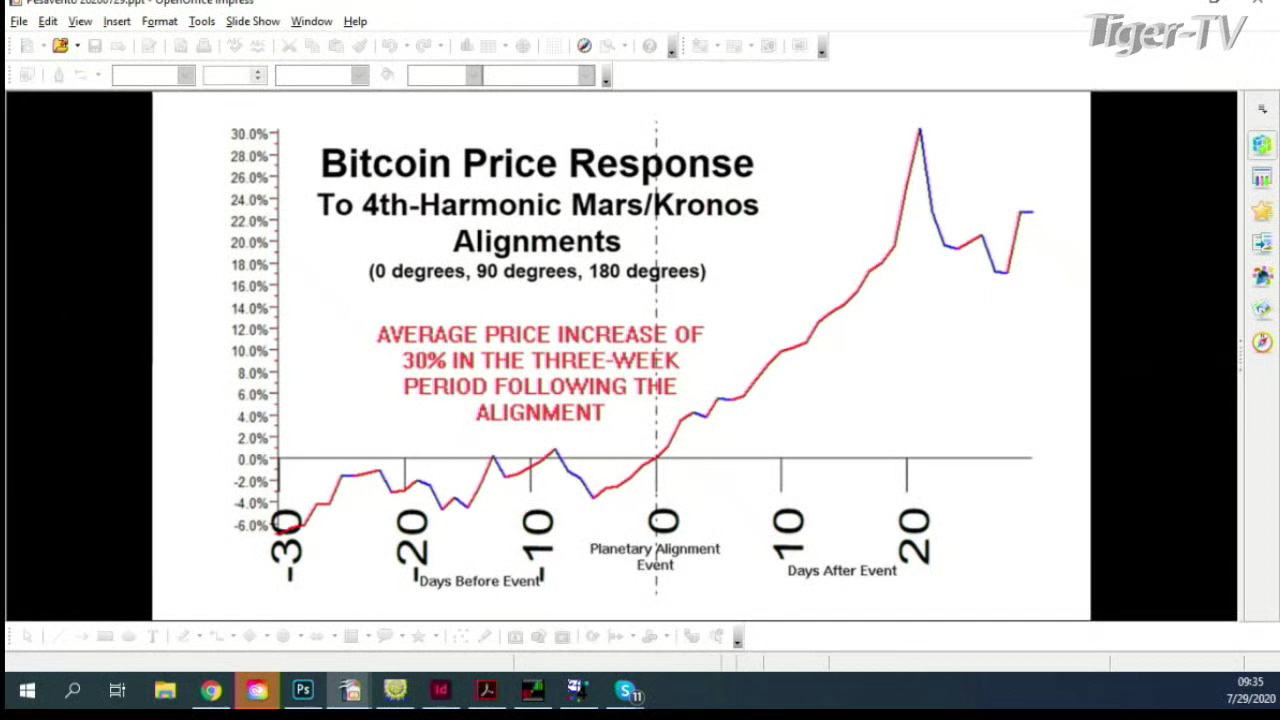 Pesavento 20200729.ppt - OpenOffice Impress
File Edit View Insert Format Tools Slide Show Window Help
Tiger-TV
30.0%
28.0%
26.0%
24.0%
22.0%
20.0%
18.0%
16.0%
14.0%
12.0%
10.0%
8.0%
6.0%
4.0%
2.0%
0.0%
-2.0%
-4.0%
-6.0%
Bitcoin Price Response
To 4th-Harmonic Mars/Kronos
Alignments
(0 degrees, 90 degrees, 180 degrees)
AVERAGE PRICE INCREASE OF
30% IN THE THREE-WEEK
PERIOD FOLLOWING THE
ALIGNMENT
-30 -20 -10 0 10 20
Planetary Alignment
Event
Days Before Event
Days After Event
Ps
Id
S
11
09:35
7/29/2020